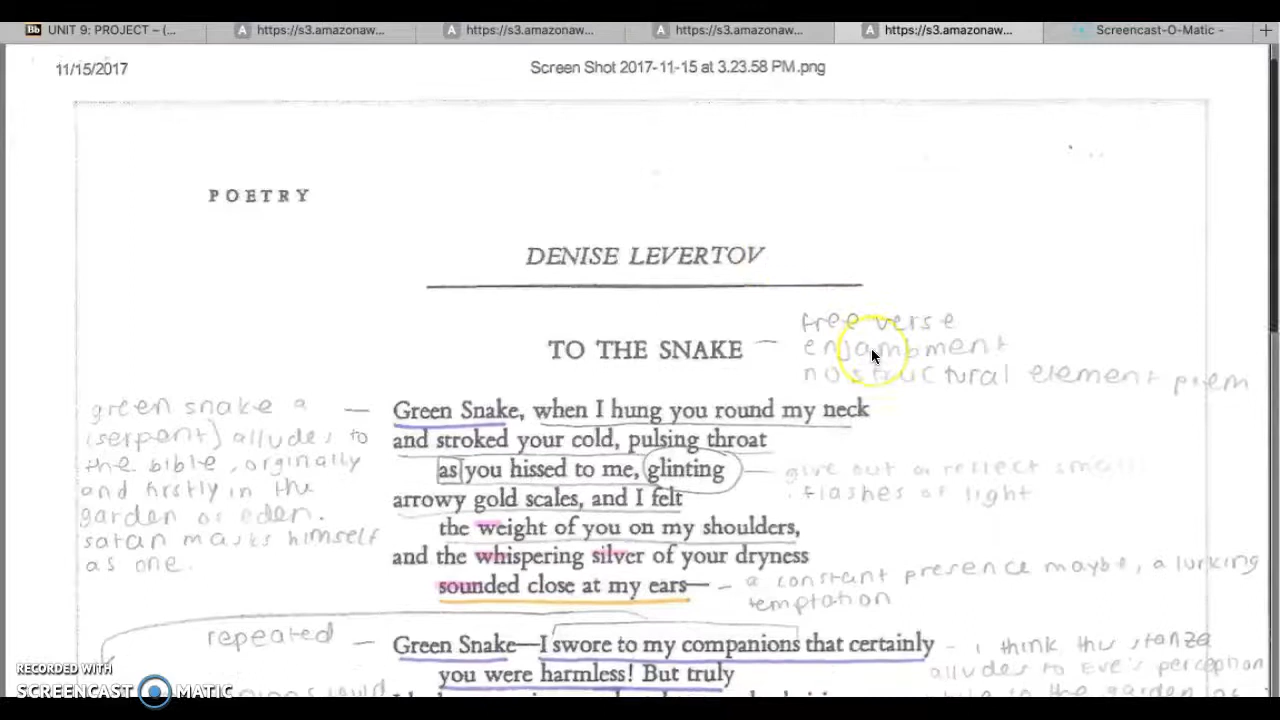 UNIT 9: PROJECT – (...
https://s3.amazonaw...
https://s3.amazonaw...
https://s3.amazonaw...
https://s3.amazonaw...
Screencast-O-Matic -
11/15/2017
Screen Shot 2017-11-15 at 3.23.58 PM.png
POETRY
DENISE LEVERTOV
TO THE SNAKE
free verse
enjambment
no structural element poem
green snake a
(serpent) alludes to
the bible, orginally
and firstly in the
garden of eden.
satan masks himself
as one.
Green Snake, when I hung you round my neck
and stroked your cold, pulsing throat
as you hissed to me, glinting
arrowy gold scales, and I felt
the weight of you on my shoulders,
and the whispering silver of your dryness
sounded close at my ears—
give out or reflect small
flashes of light
a constant presence maybe, a lurking
temptation
repeated
Green Snake—I swore to my companions that certainly
you were harmless! But truly
I think this stanza
alludes to Eve's perception
in the garden
RECORDED WITH
SCREENCAST-O-MATIC